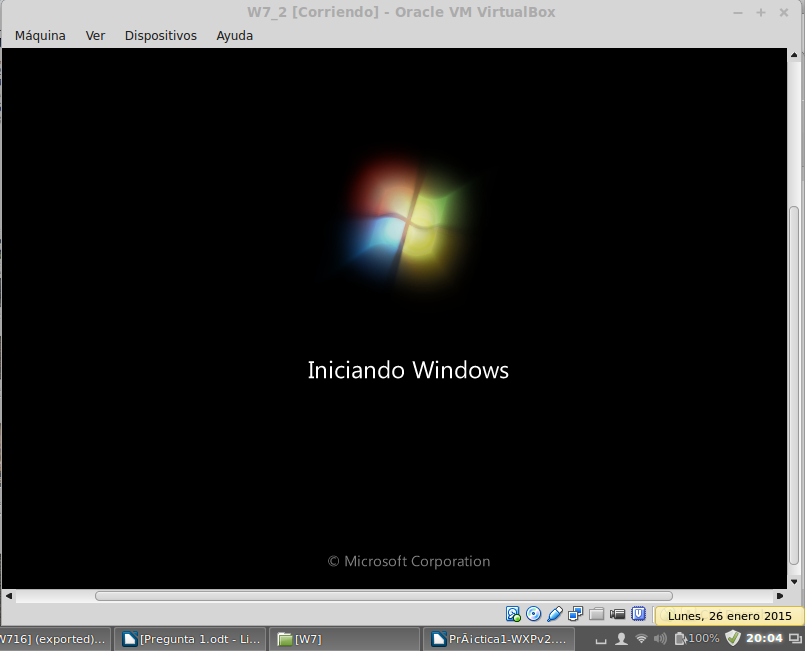 W7_2 [Corriendo] - Oracle VM VirtualBox
Máquina Ver Dispositivos Ayuda
Iniciando Windows
© Microsoft Corporation
Lunes, 26 enero 2015
W716] (exported)... [Pregunta 1.odt - Li... [W7] PrÃ¡ctica1-WXPv2.... 100% 20:04